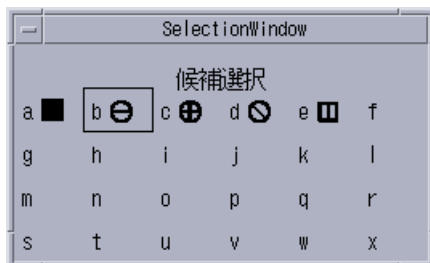 SelectionWindow
候補選択
a ■ b ⊖ c ⊕ d ⦸ e ◫ f
g h i j k l
m n o p q r
s t u v w x